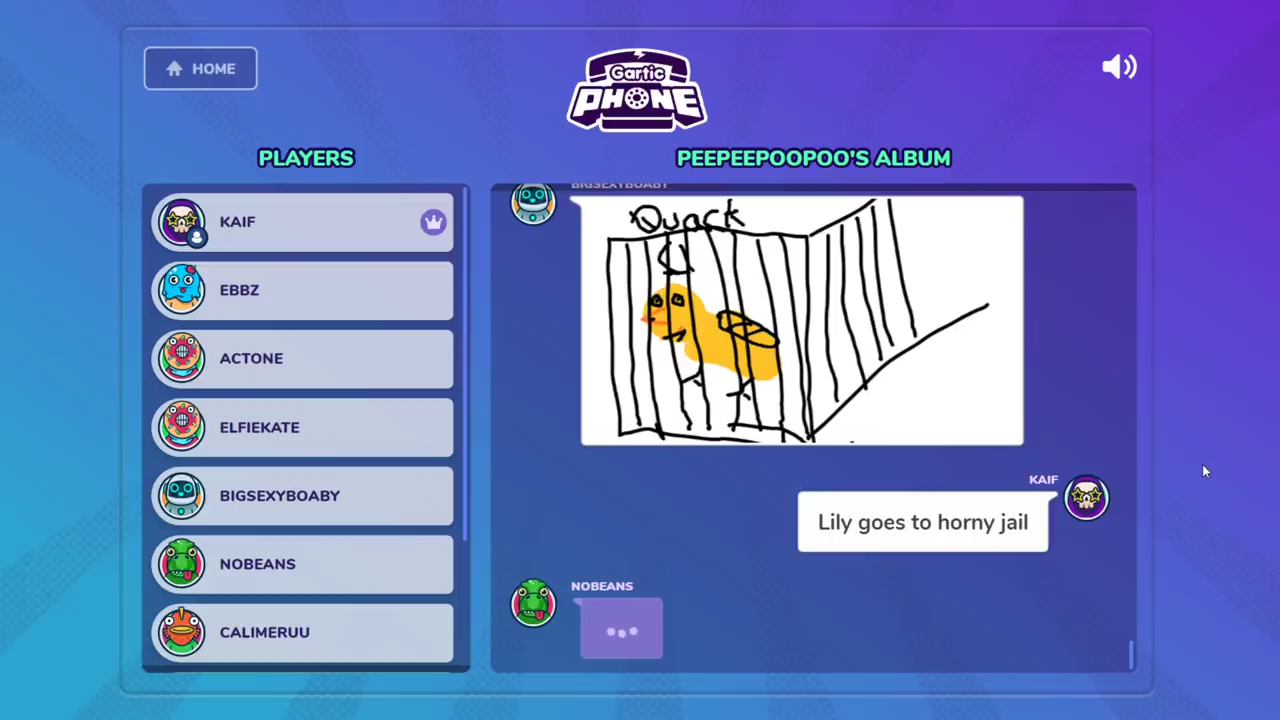 HOME
Gartic
PHONE
PLAYERS
PEEPEEPOOPOO'S ALBUM
KAIF
EBBZ
ACTONE
ELFIEKATE
BIGSEXYBOABY
NOBEANS
CALIMERUU
BIGSEXYBOABY
Quack
KAIF
Lily goes to horny jail
NOBEANS